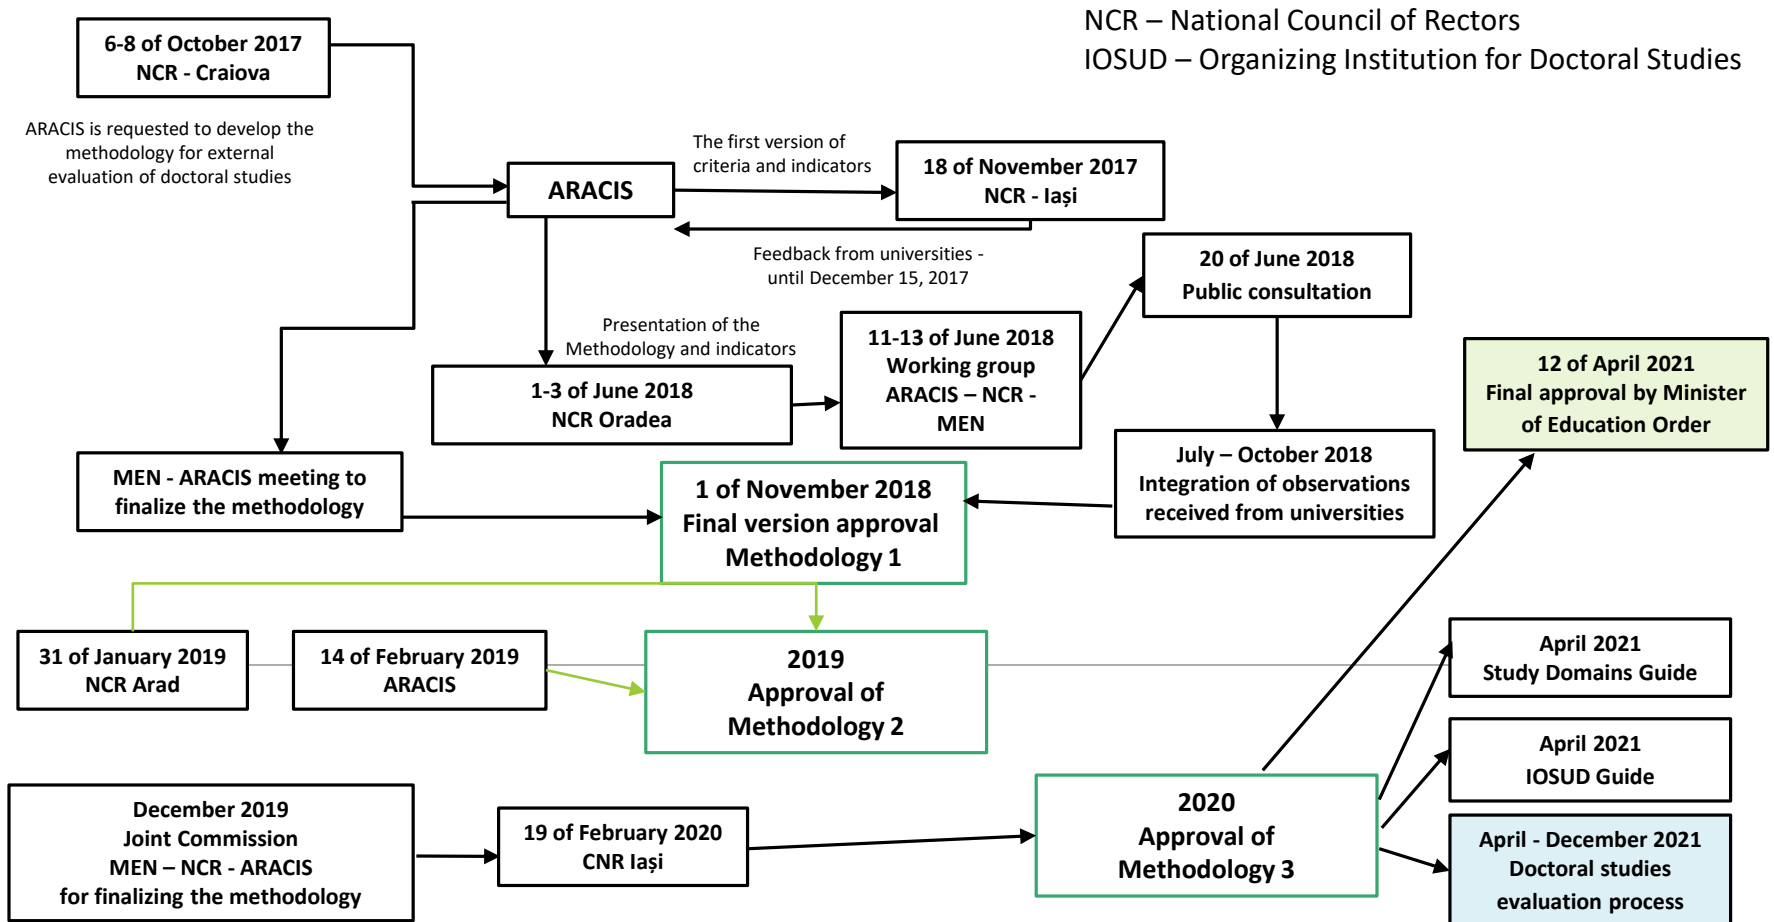 NCR – National Council of Rectors
IOSUD – Organizing Institution for Doctoral Studies
6-8 of October 2017
NCR - Craiova
ARACIS is requested to develop the
methodology for external
evaluation of doctoral studies
ARACIS
The first version of
criteria and indicators
18 of November 2017
NCR - Iași
Feedback from universities -
until December 15, 2017
20 of June 2018
Public consultation
Presentation of the
Methodology and indicators
1-3 of June 2018
NCR Oradea
11-13 of June 2018
Working group
ARACIS – NCR -
MEN
12 of April 2021
Final approval by Minister
of Education Order
MEN - ARACIS meeting to
finalize the methodology
1 of November 2018
Final version approval
Methodology 1
July – October 2018
Integration of observations
received from universities
31 of January 2019
NCR Arad
14 of February 2019
ARACIS
2019
Approval of
Methodology 2
April 2021
Study Domains Guide
April 2021
IOSUD Guide
December 2019
Joint Commission
MEN – NCR - ARACIS
for finalizing the methodology
19 of February 2020
CNR Iași
2020
Approval of
Methodology 3
April - December 2021
Doctoral studies
evaluation process